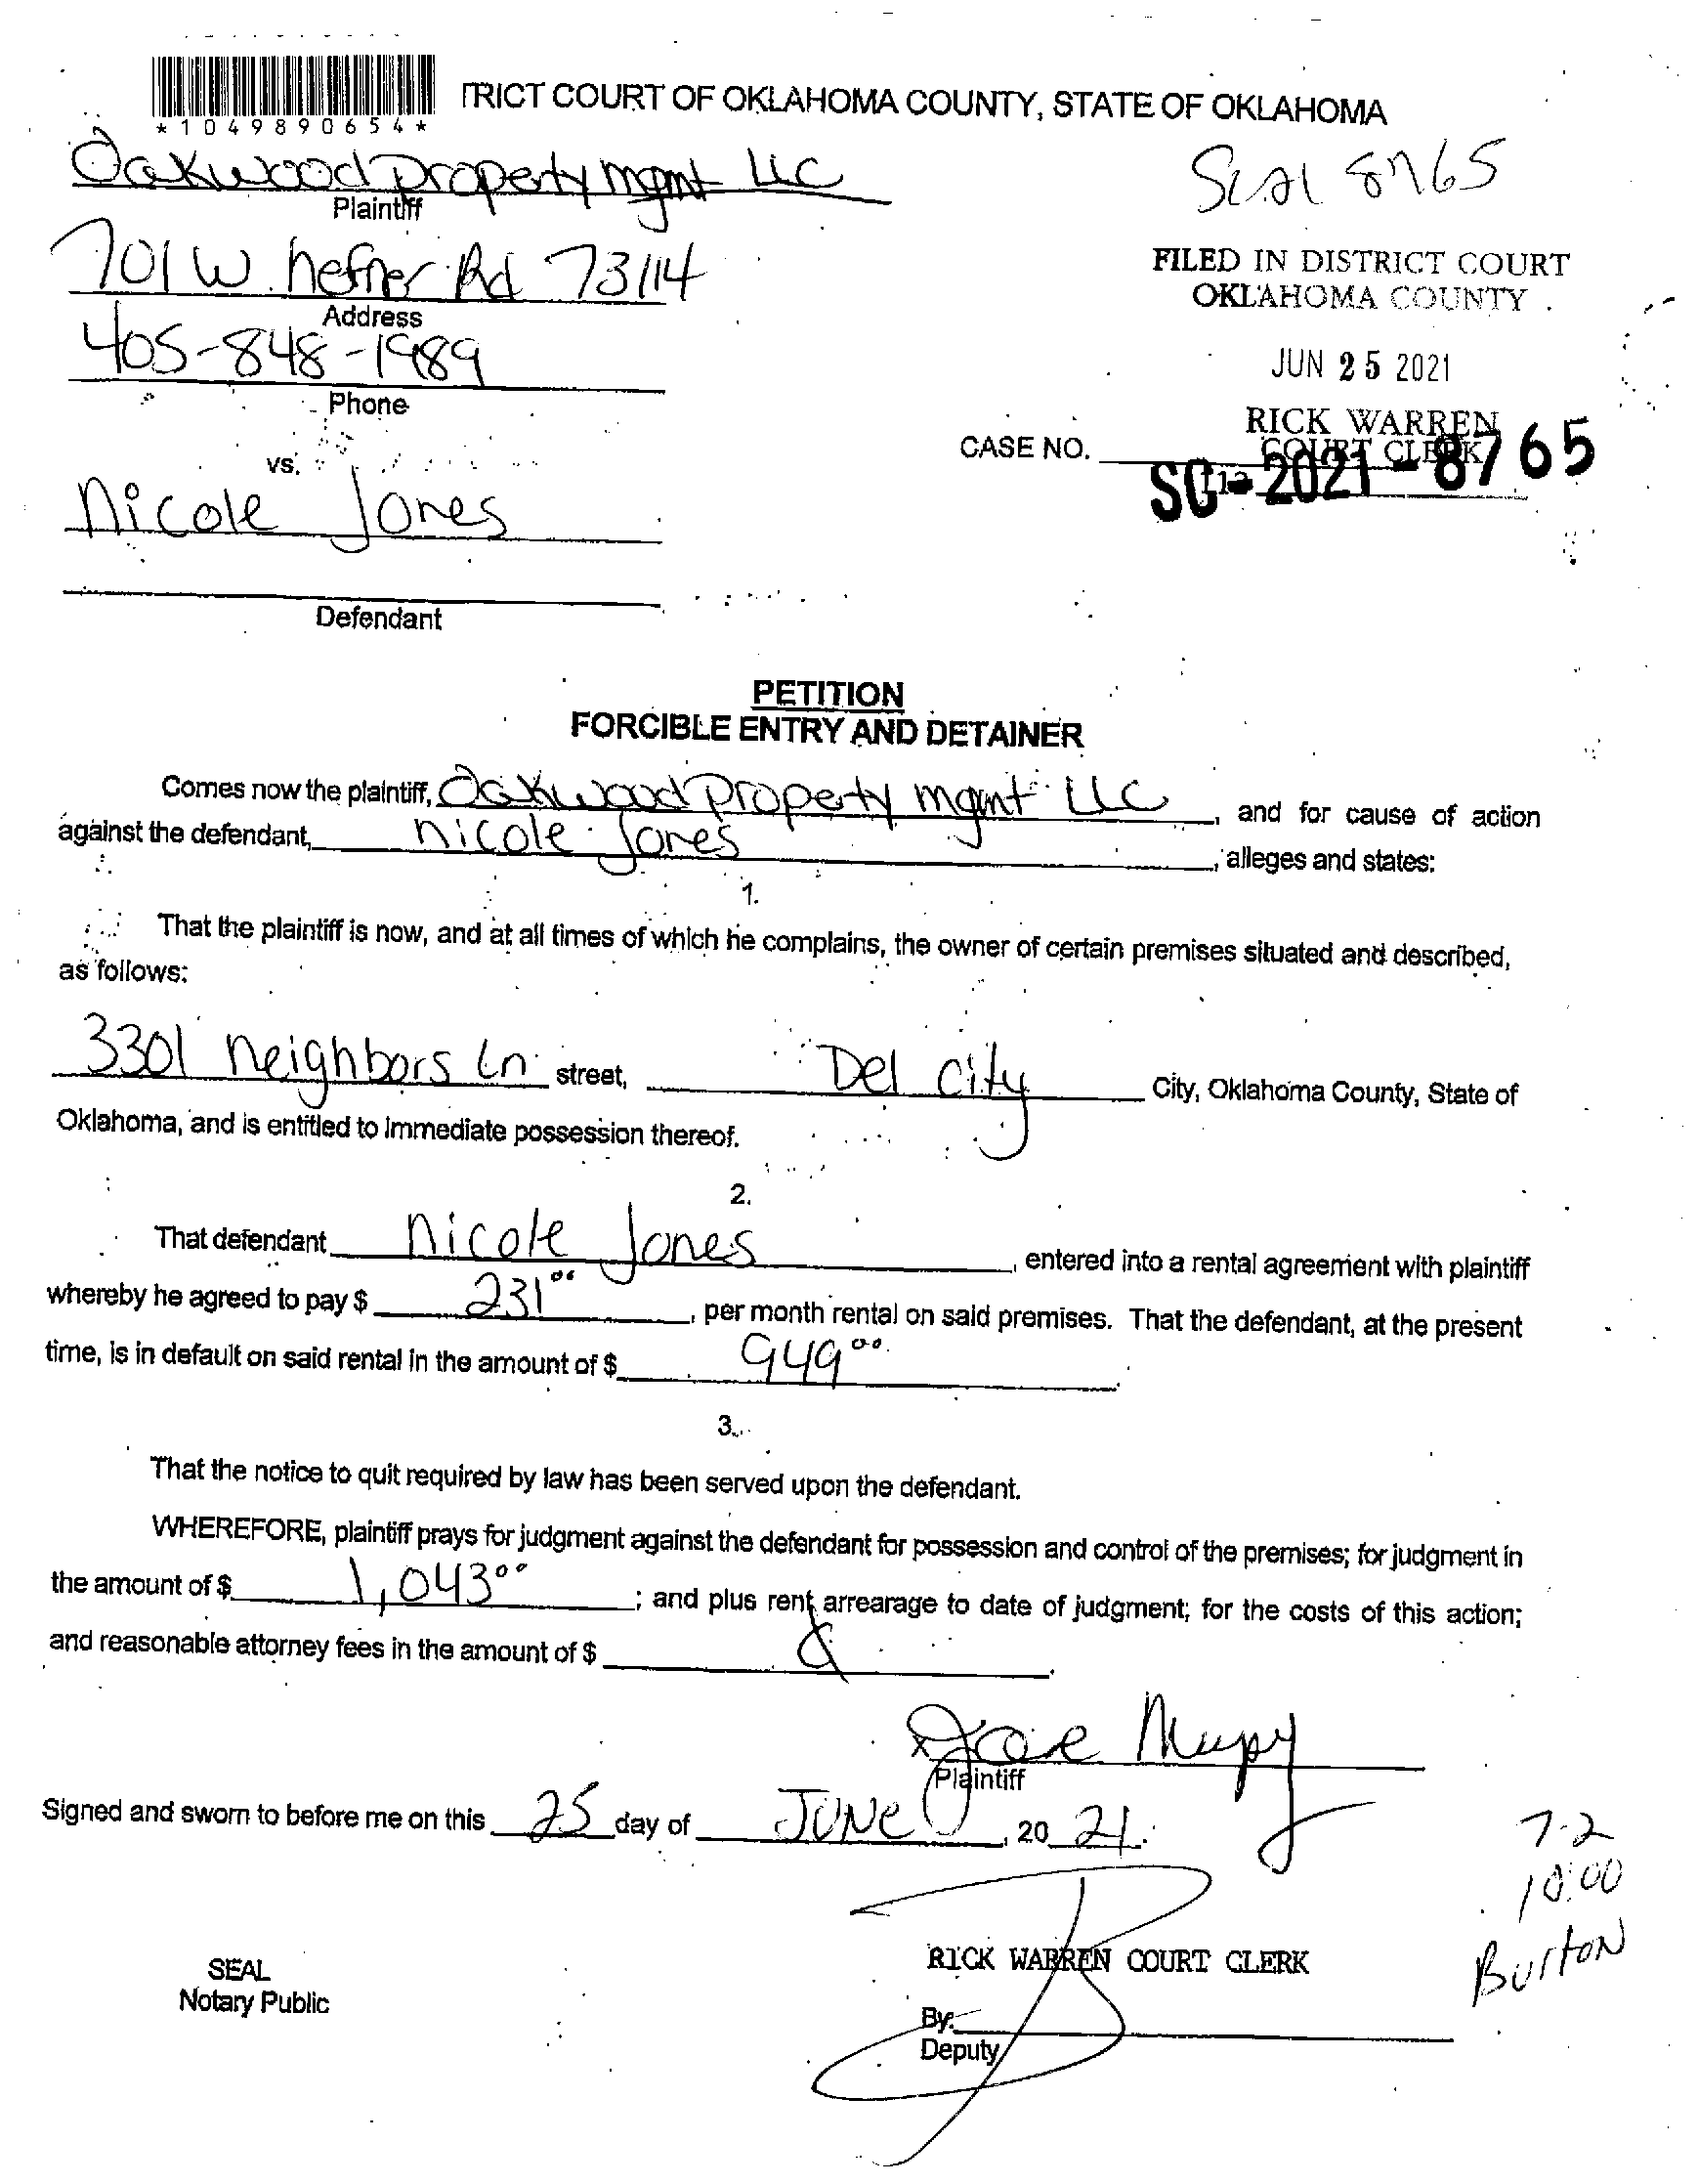 TRICT COURT OF OKLAHOMA COUNTY, STATE OF OKLAHOMA
*1049890654*
Oakwood property mgmt LLC
Plaintiff
701 W. hefner Rd 73114
Address
405-848-1989
Phone
8765
FILED IN DISTRICT COURT
OKLAHOMA COUNTY
JUN 25 2021
RICK WARREN
COURT CLERK
CASE NO.
SC-2021-8765
vs.
Nicole Jones
Defendant
PETITION
FORCIBLE ENTRY AND DETAINER
Comes now the plaintiff, Oakwood Property mgmt LLC, and for cause of action
against the defendant, nicole Jones, alleges and states:
1.
That the plaintiff is now, and at all times of which he complains, the owner of certain premises situated and described,
as follows:
3301 neighbors Ln street, Del City City, Oklahoma County, State of
Oklahoma, and is entitled to immediate possession thereof.
2.
That defendant nicole Jones, entered into a rental agreement with plaintiff
whereby he agreed to pay $ 231⁰⁰, per month rental on said premises. That the defendant, at the present
time, is in default on said rental in the amount of $ 949⁰⁰.
3.
That the notice to quit required by law has been served upon the defendant.
WHEREFORE, plaintiff prays for judgment against the defendant for possession and control of the premises; for judgment in
the amount of $ 1,043⁰⁰; and plus rent arrearage to date of judgment; for the costs of this action;
and reasonable attorney fees in the amount of $
x
Plaintiff
Signed and sworn to before me on this 25 day of JUNE, 20 21.
7-2
10:00
Burton
RICK WARREN COURT CLERK
SEAL
Notary Public
By:
Deputy